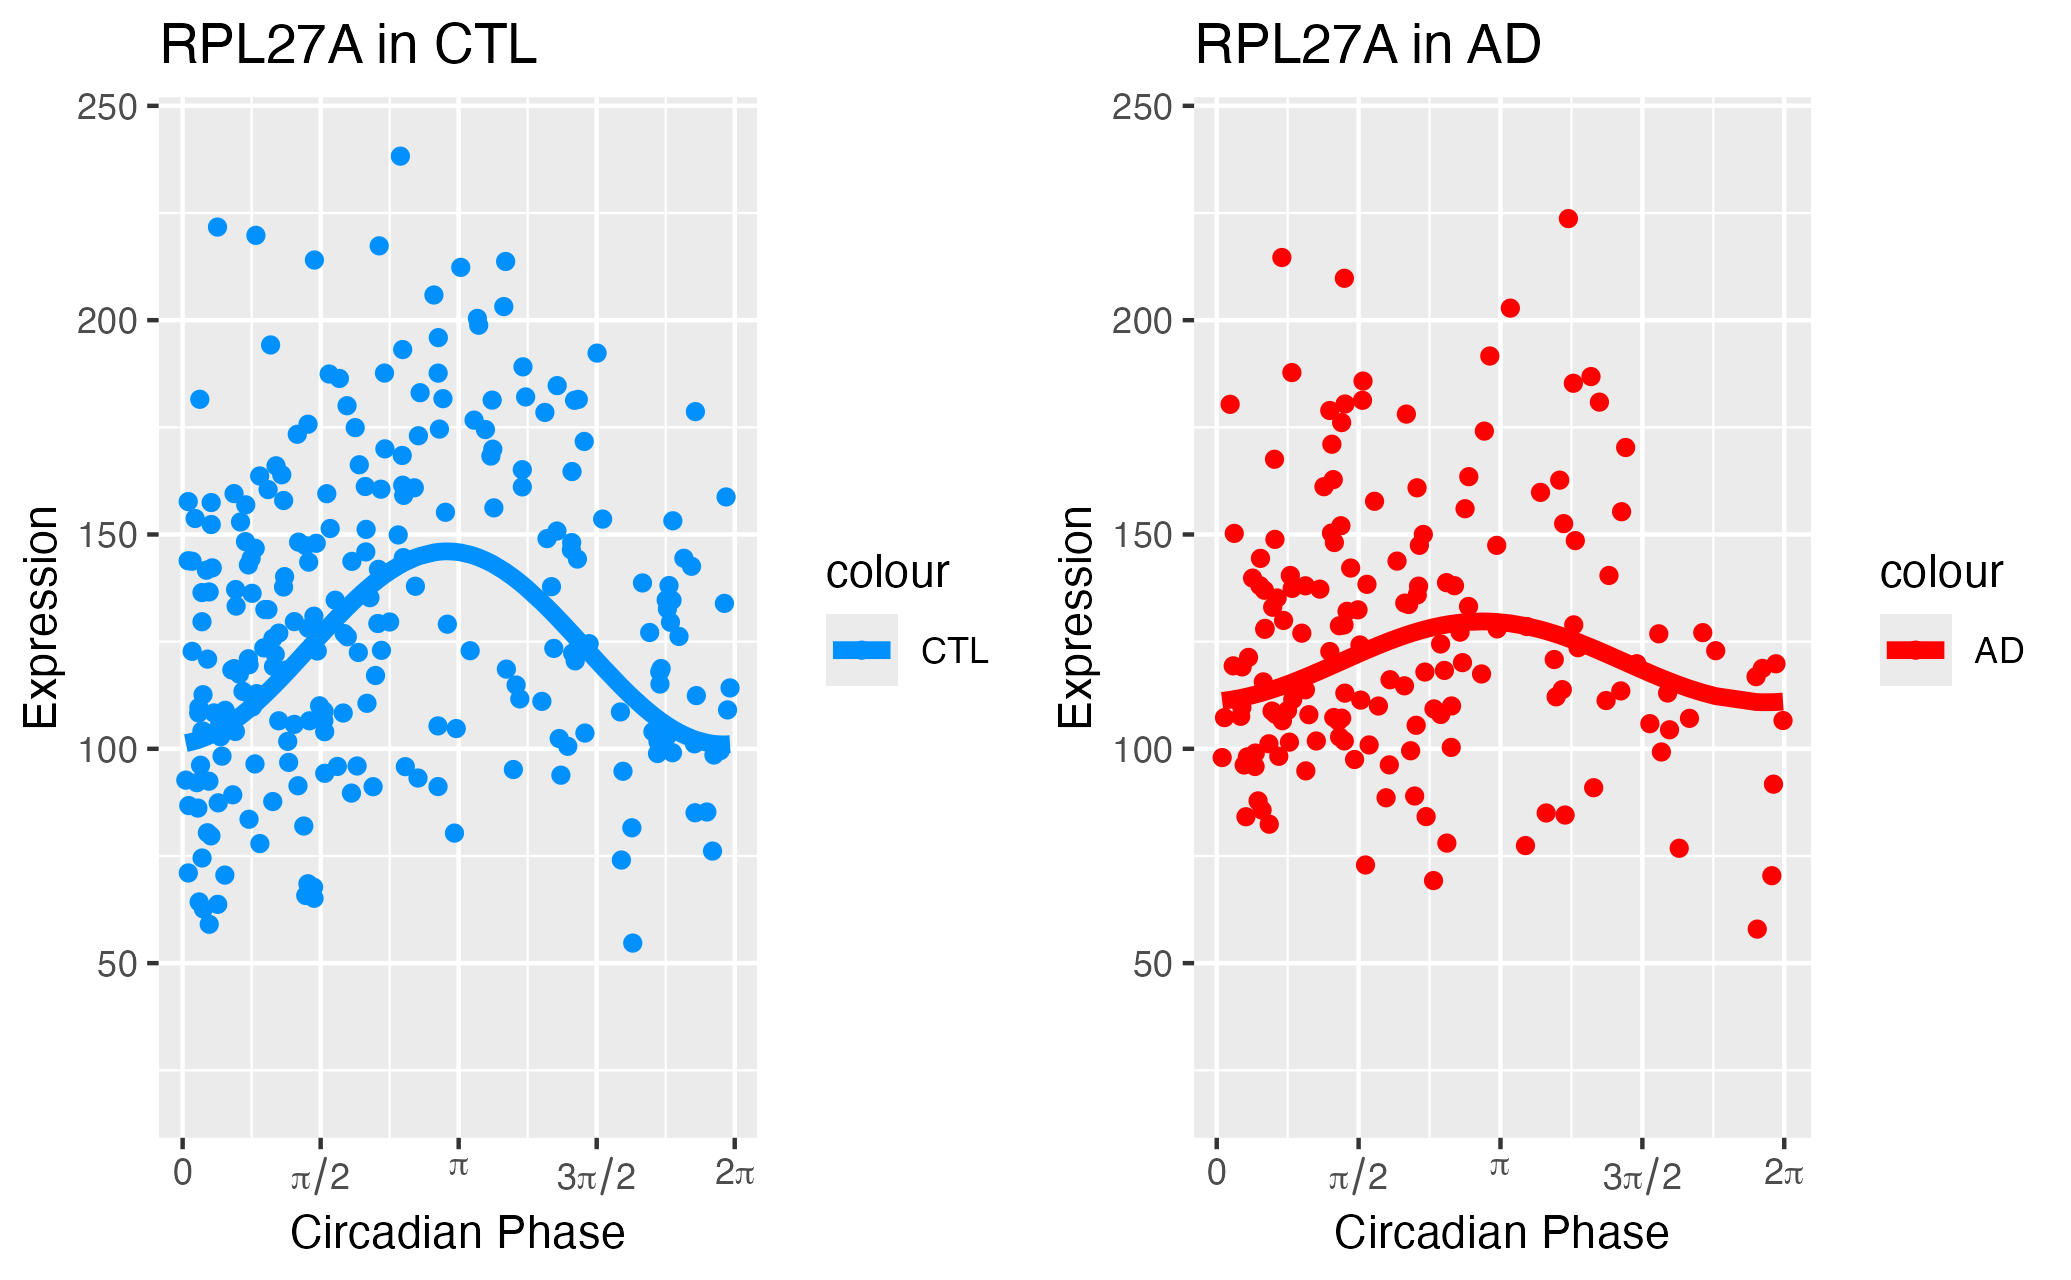 RPL27A in CTL
250
200
150
100
50
Expression
0 π/2 π 3π/2 2π
Circadian Phase
colour
CTL
RPL27A in AD
250
200
150
100
50
Expression
0 π/2 π 3π/2 2π
Circadian Phase
colour
AD